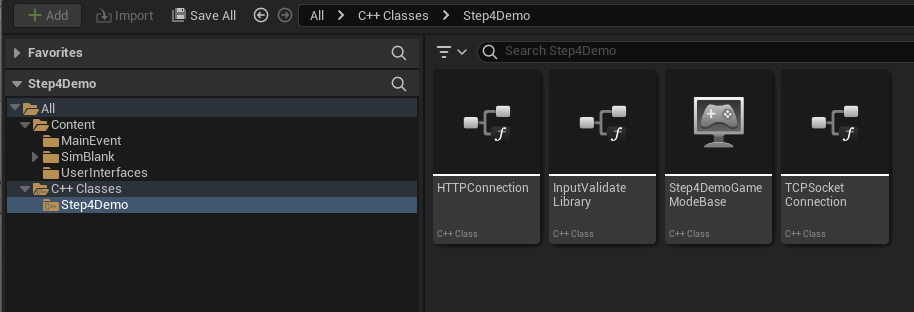 Add
Import
Save All
All
C++ Classes
Step4Demo
Favorites
Search Step4Demo
Step4Demo
All
Content
MainEvent
SimBlank
UserInterfaces
C++ Classes
Step4Demo
HTTPConnection
C++ Class
InputValidate
Library
C++ Class
Step4DemoGame
ModeBase
C++ Class
TCPSocket
Connection
C++ Class